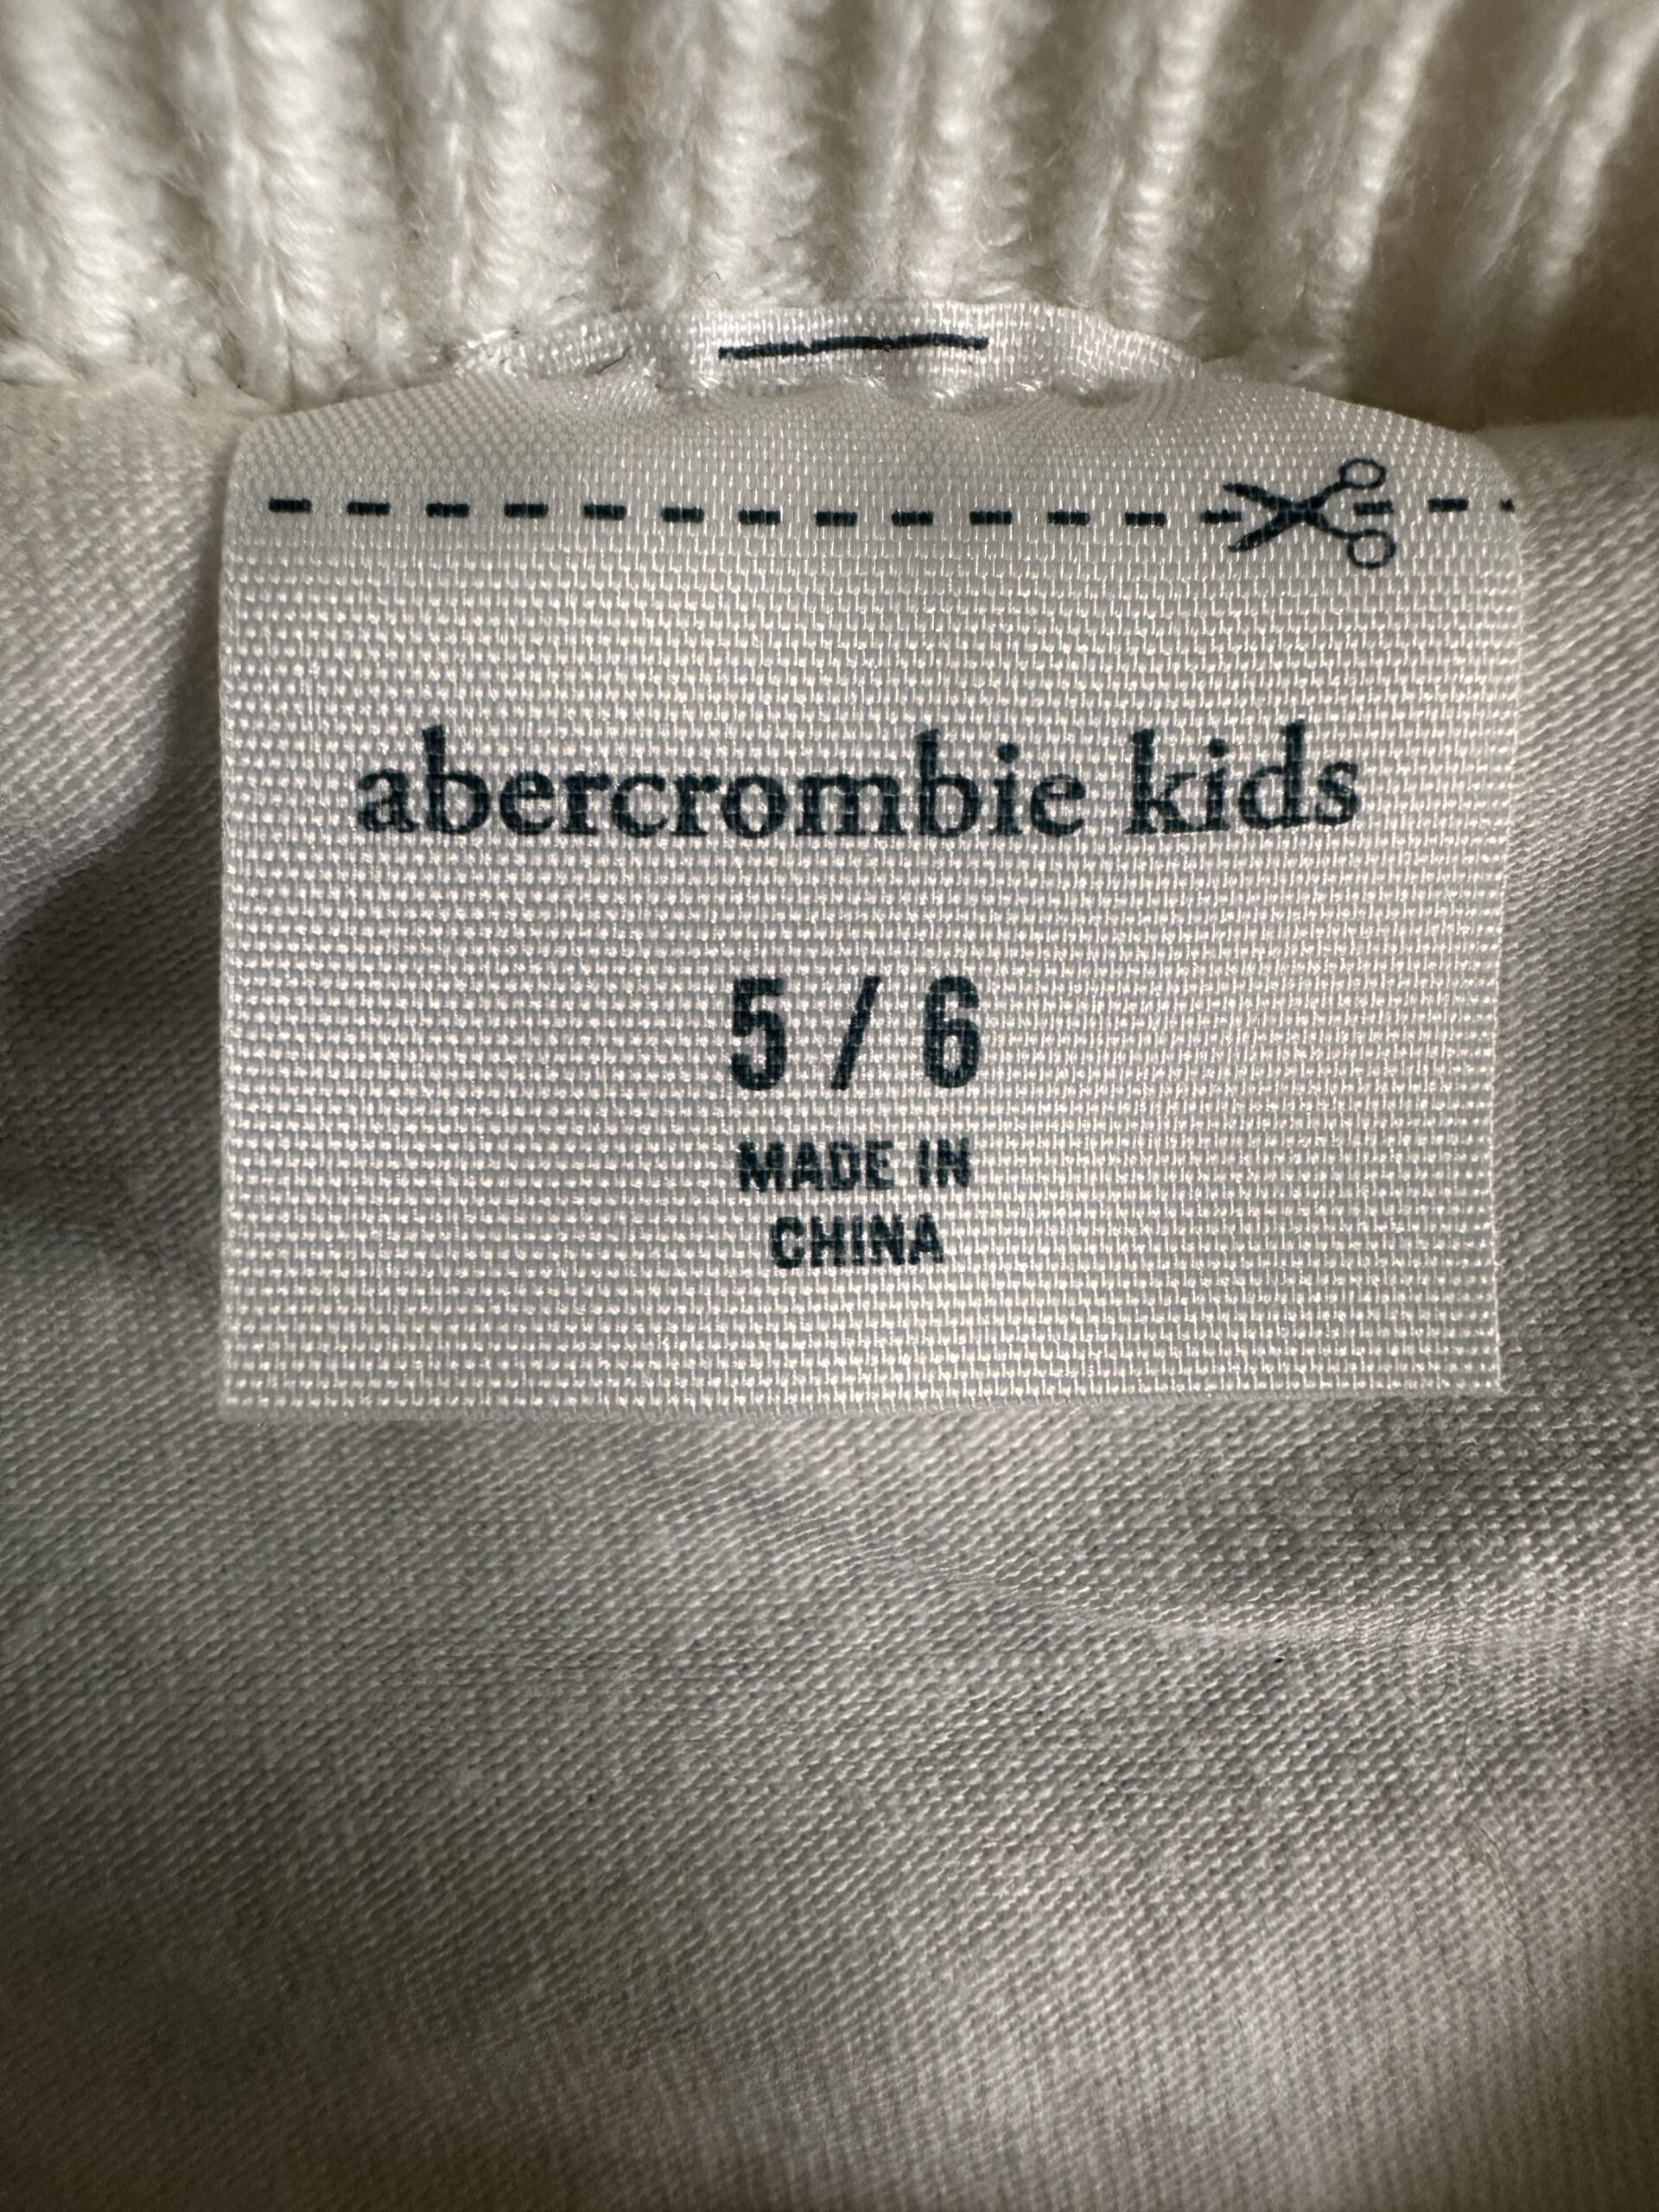 abercrombie kids
5 / 6
MADE IN
CHINA